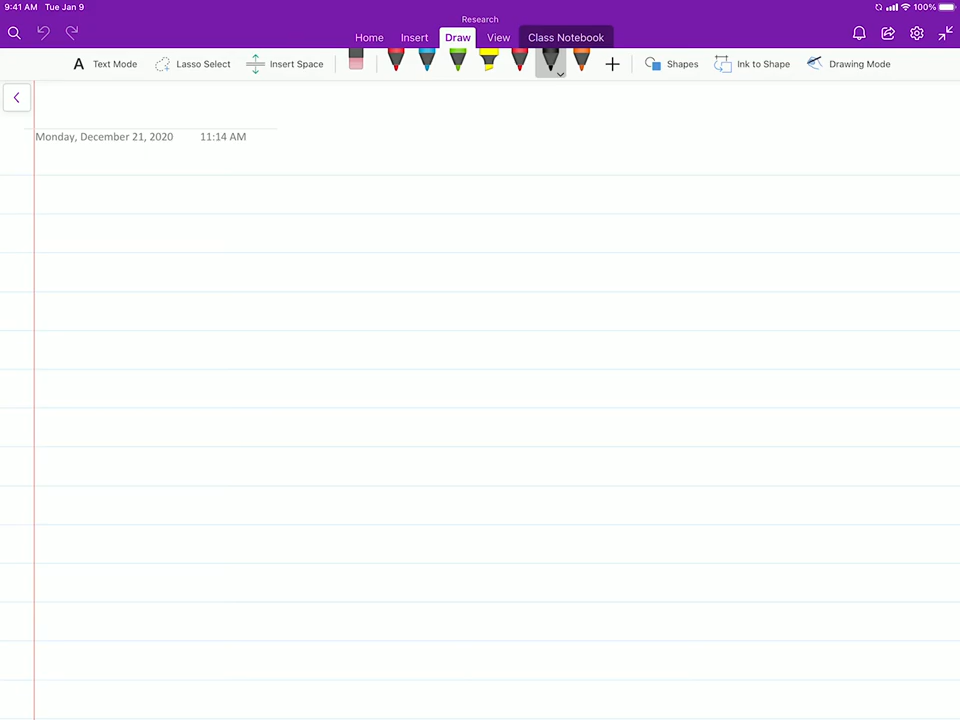 9:41 AM Tue Jan 9 100%
Research
Home Insert Draw View Class Notebook
A Text Mode Lasso Select Insert Space Shapes Ink to Shape Drawing Mode
Monday, December 21, 2020 11:14 AM